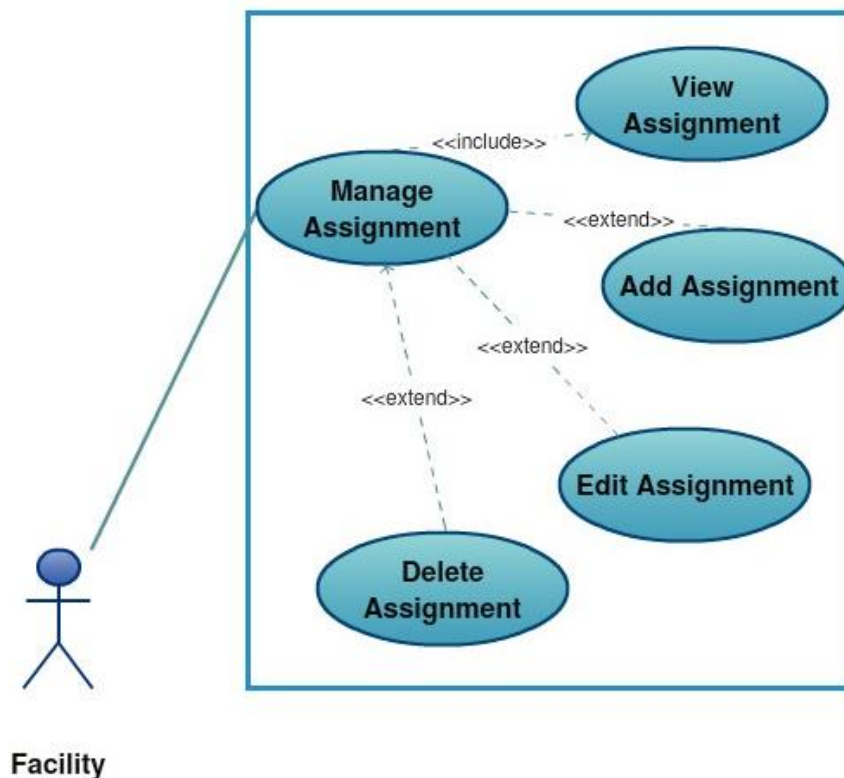 View
Assignment
<<include>>
Manage
Assignment
<<extend>>
Add Assignment
<<extend>>
<<extend>>
Edit Assignment
Delete
Assignment
Facility